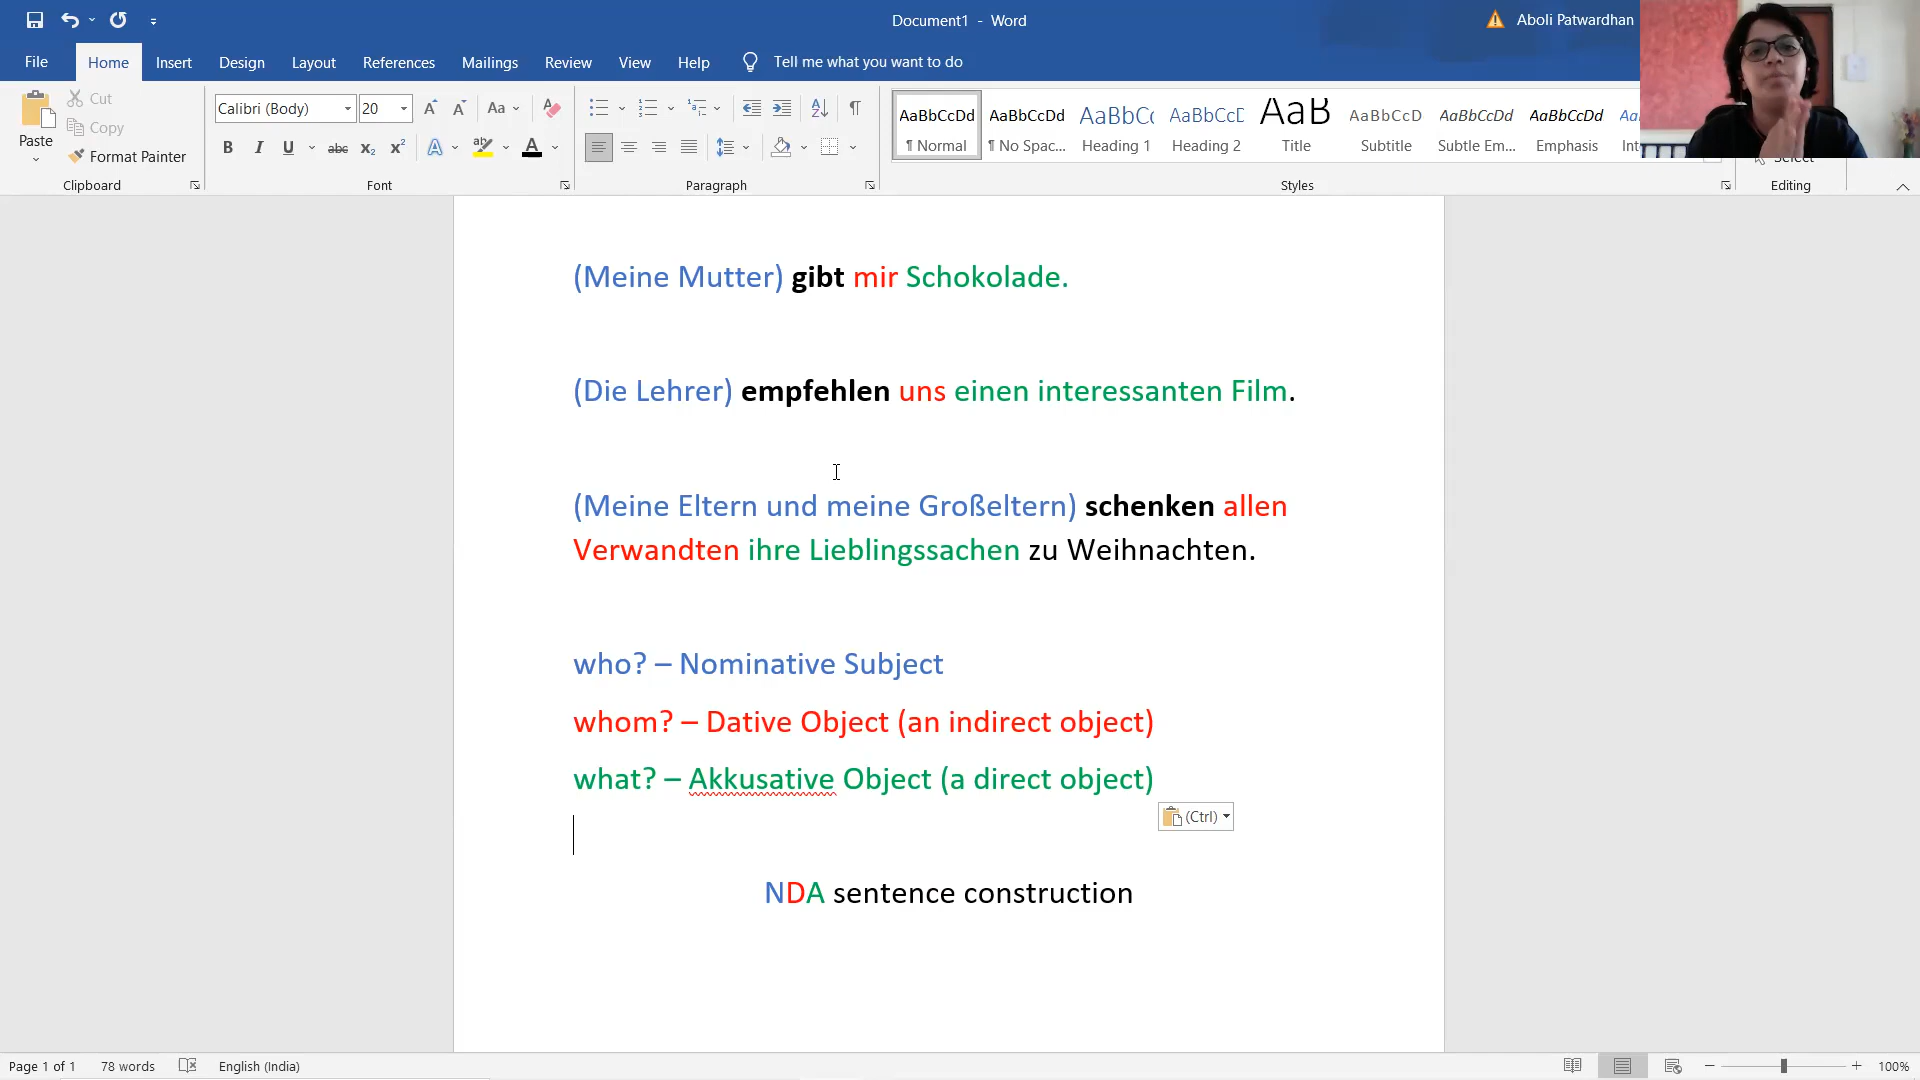 Document1 - Word
Aboli Patwardhan
File Home Insert Design Layout References Mailings Review View Help Tell me what you want to do
Paste
Cut
Copy
Format Painter
Clipboard
Calibri (Body) 20
Font
Paragraph
AaBbCcDd AaBbCcDd AaBbCc AaBbCcD AaB AaBbCcD AaBbCcDd AaBbCcDd
¶ Normal ¶ No Spac... Heading 1 Heading 2 Title Subtitle Subtle Em... Emphasis
Styles
Select
Editing
(Meine Mutter) gibt mir Schokolade.
(Die Lehrer) empfehlen uns einen interessanten Film.
(Meine Eltern und meine Großeltern) schenken allen
Verwandten ihre Lieblingssachen zu Weihnachten.
who? – Nominative Subject
whom? – Dative Object (an indirect object)
what? – Akkusative Object (a direct object)
(Ctrl)
NDA sentence construction
Page 1 of 1 78 words English (India) 100%